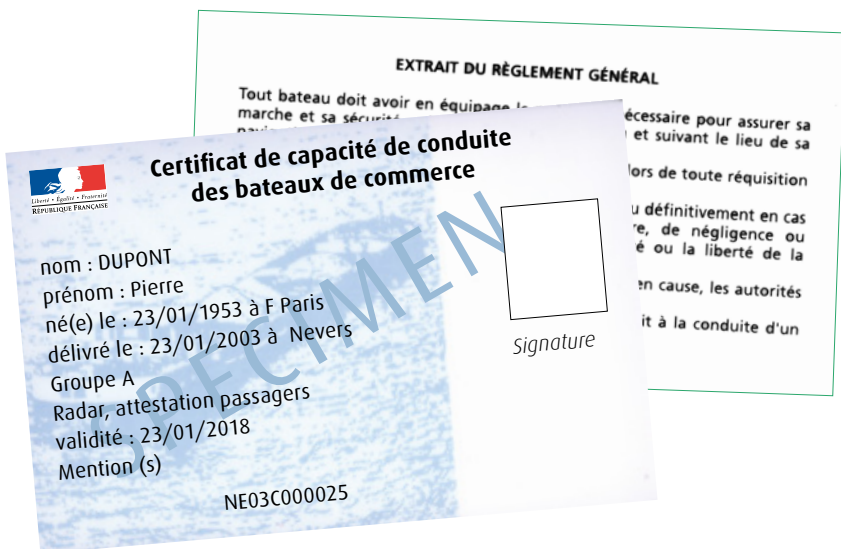 EXTRAIT DU RÈGLEMENT GÉNÉRAL
Tout bateau doit avoir en équipage écessaire pour assurer sa
marche et sa sécurité et suivant le lieu de sa
lors de toute réquisition
u définitivement en cas
re, de négligence ou
é ou la liberté de la
en cause, les autorités
it à la conduite d'un
Certificat de capacité de conduite
des bateaux de commerce
Liberté • Égalité • Fraternité
RÉPUBLIQUE FRANÇAISE
nom : DUPONT
prénom : Pierre
né(e) le : 23/01/1953 à F Paris
délivré le : 23/01/2003 à Nevers
Groupe A
Radar, attestation passagers
validité : 23/01/2018
Mention (s)
NE03C000025
Signature
SPECIMEN